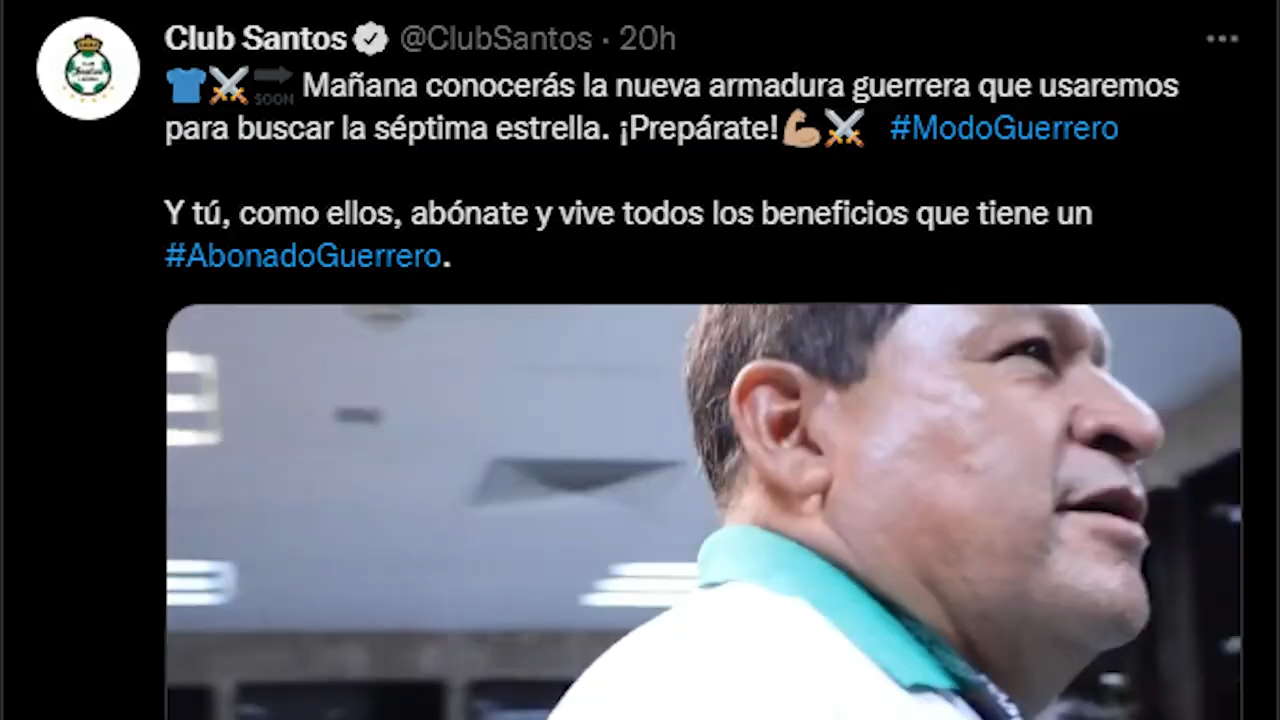 Club Santos @ClubSantos · 20h
SOON Mañana conocerás la nueva armadura guerrera que usaremos
para buscar la séptima estrella. ¡Prepárate! #ModoGuerrero
Y tú, como ellos, abónate y vive todos los beneficios que tiene un
#AbonadoGuerrero.